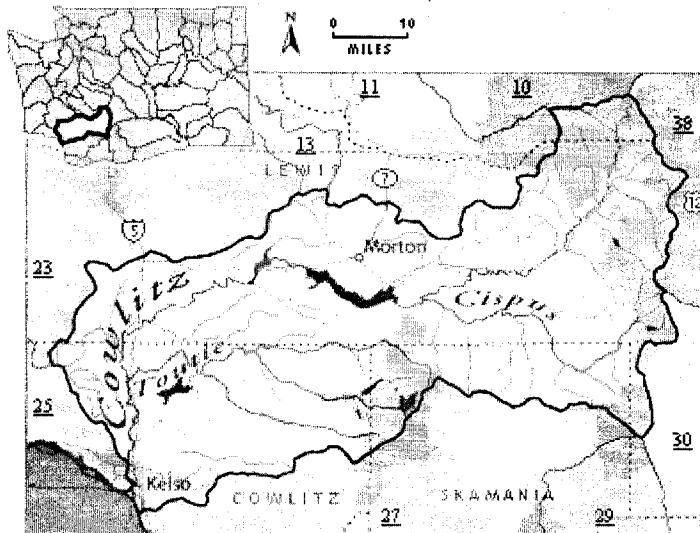 N
0 10
MILES
11
10
38
13
LEWIS
7
12
5
Morton
23
Cowlitz
Cispus
Toutle
25
30
Kelso
COWLITZ
SKAMANIA
27
29